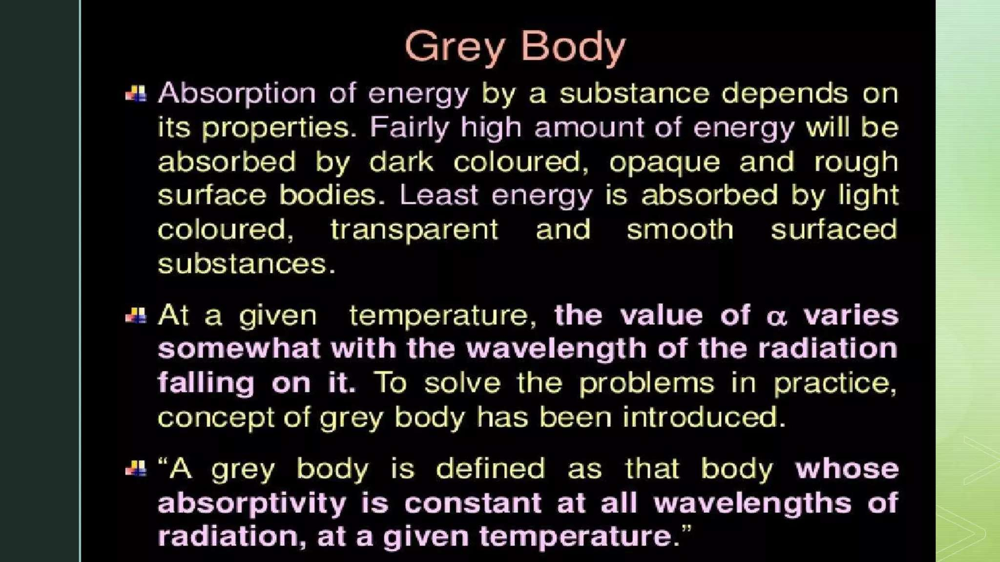 Grey Body
Absorption of energy by a substance depends on
its properties. Fairly high amount of energy will be
absorbed by dark coloured, opaque and rough
surface bodies. Least energy is absorbed by light
coloured, transparent and smooth surfaced
substances.
At a given temperature, the value of α varies
somewhat with the wavelength of the radiation
falling on it. To solve the problems in practice,
concept of grey body has been introduced.
“A grey body is defined as that body whose
absorptivity is constant at all wavelengths of
radiation, at a given temperature.”